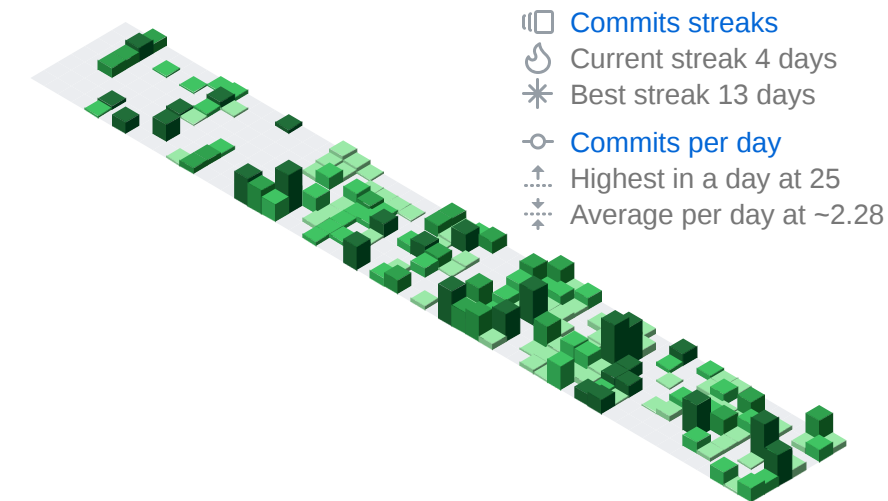 Commits streaks
Current streak 4 days
Best streak 13 days
Commits per day
Highest in a day at 25
Average per day at ~2.28